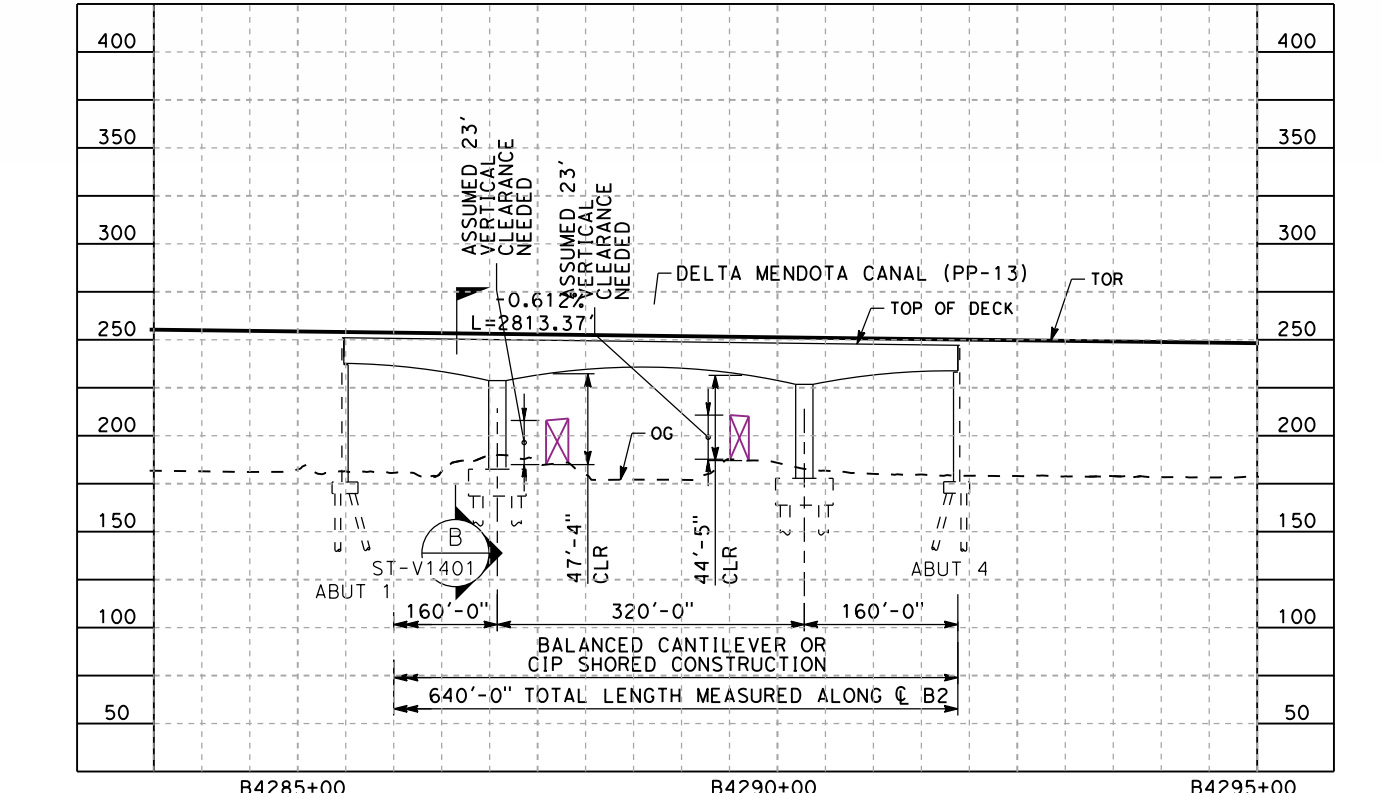 400
400
350
350
300
300
250
250
200
200
150
150
100
100
50
50
ASSUMED 23'
VERTICAL
CLEARANCE
NEEDED
ASSUMED 23'
VERTICAL
CLEARANCE
NEEDED
DELTA MENDOTA CANAL (PP-13)
TOR
-0.612%
L=2813.37'
TOP OF DECK
OG
B
ST-V1401
47'-4"
CLR
44'-5"
CLR
ABUT 1
ABUT 4
160'-0"
320'-0"
160'-0"
BALANCED CANTILEVER OR
CIP SHORED CONSTRUCTION
640'-0" TOTAL LENGTH MEASURED ALONG ℄ B2
B4285+00
B4290+00
B4295+00